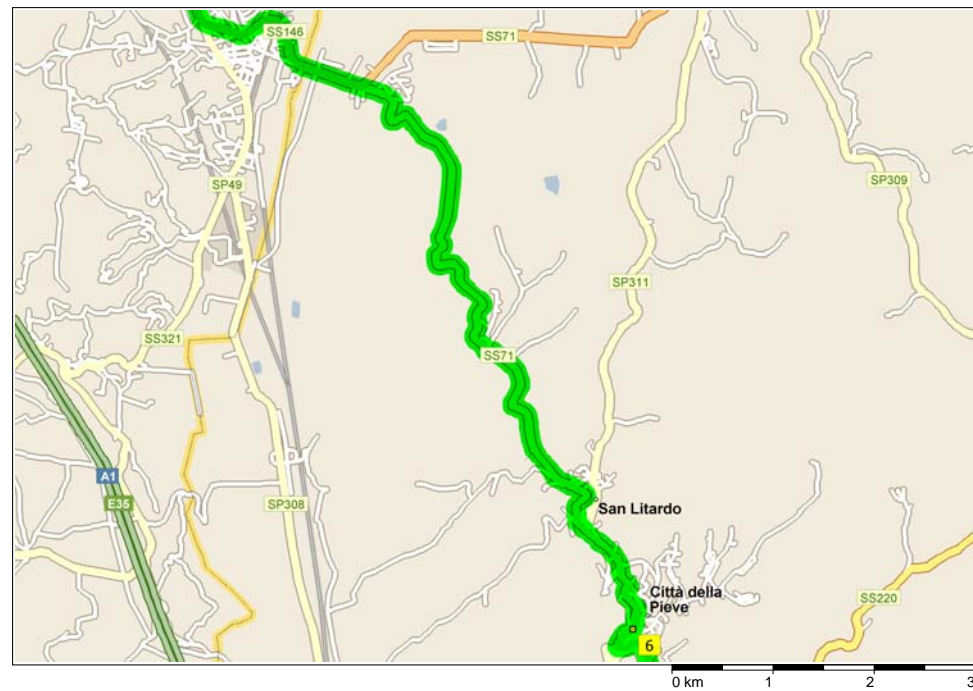 SS146
SS71
SP49
SP309
SP311
SS321
SS71
A1
E35
SP308
San Litardo
Città della
Pieve
SS220
6
0 km 1 2 3